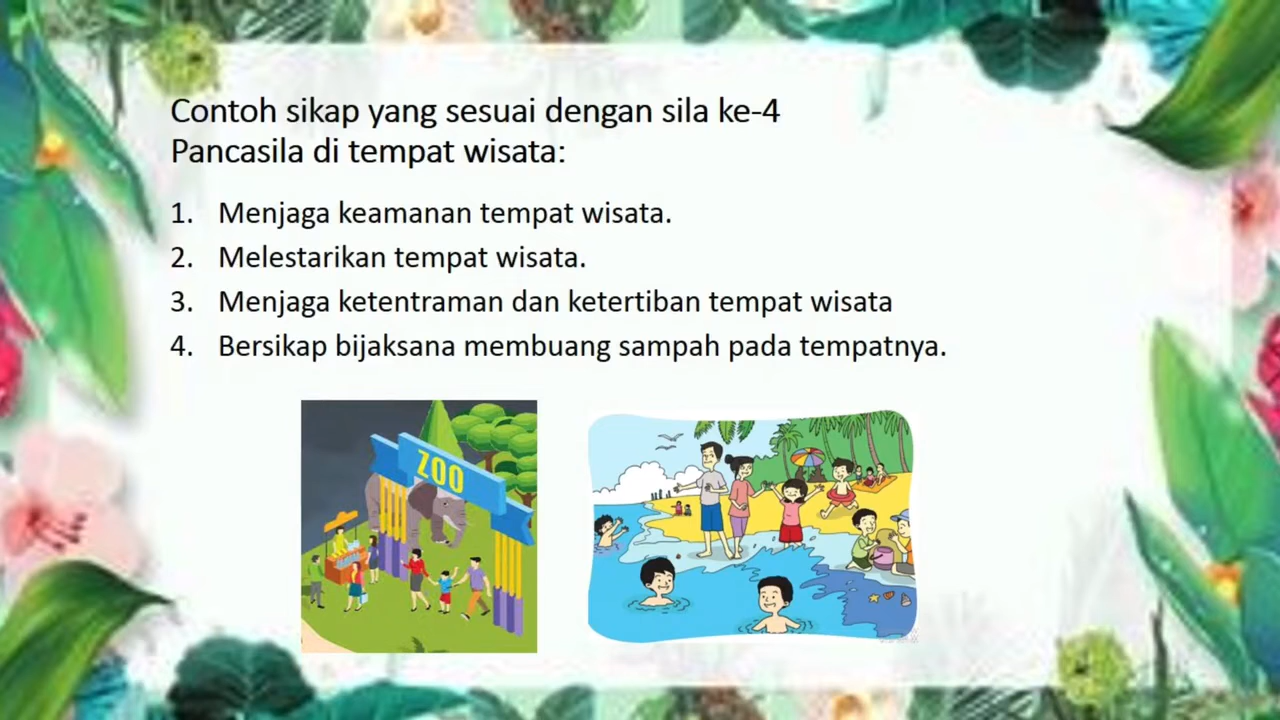 Contoh sikap yang sesuai dengan sila ke-4
Pancasila di tempat wisata:
1. Menjaga keamanan tempat wisata.
2. Melestarikan tempat wisata.
3. Menjaga ketentraman dan ketertiban tempat wisata
4. Bersikap bijaksana membuang sampah pada tempatnya.
ZOO